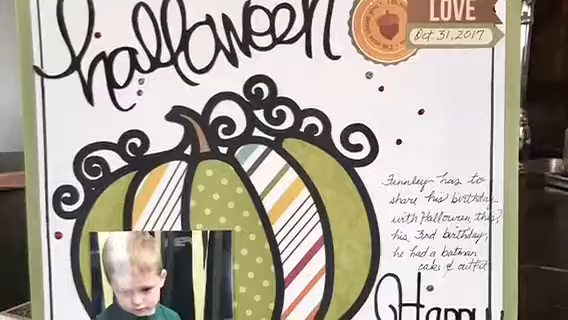 halloween
LOVE
Oct 31, 2017
Finnley has to
share his birthday
with Halloween, this
his 3rd birthday,
he had a batman
cake & outfit
Happy